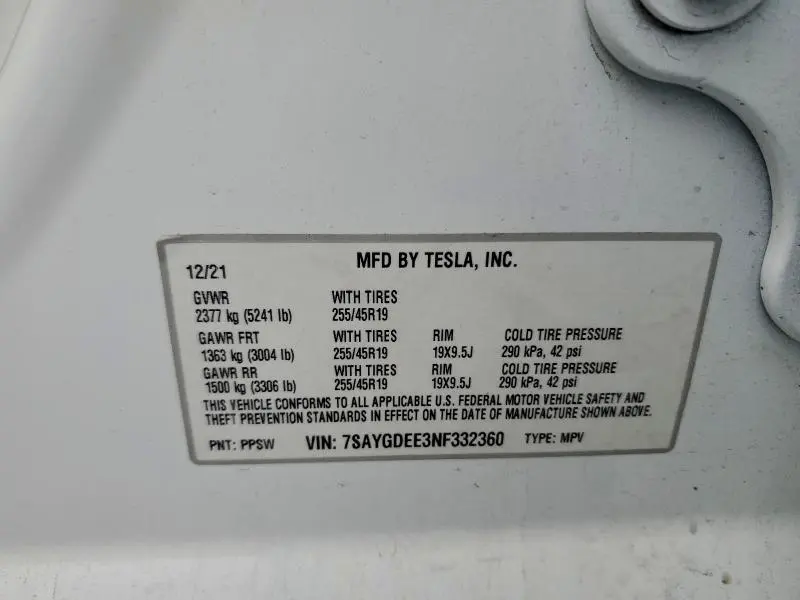 MFD BY TESLA, INC.
12/21
GVWR WITH TIRES
2377 kg (5241 lb) 255/45R19
GAWR FRT WITH TIRES RIM COLD TIRE PRESSURE
1363 kg (3004 lb) 255/45R19 19X9.5J 290 kPa, 42 psi
GAWR RR WITH TIRES RIM COLD TIRE PRESSURE
1500 kg (3306 lb) 255/45R19 19X9.5J 290 kPa, 42 psi
THIS VEHICLE CONFORMS TO ALL APPLICABLE U.S. FEDERAL MOTOR VEHICLE SAFETY AND
THEFT PREVENTION STANDARDS IN EFFECT ON THE DATE OF MANUFACTURE SHOWN ABOVE.
PNT: PPSW VIN: 7SAYGDEE3NF332360 TYPE: MPV